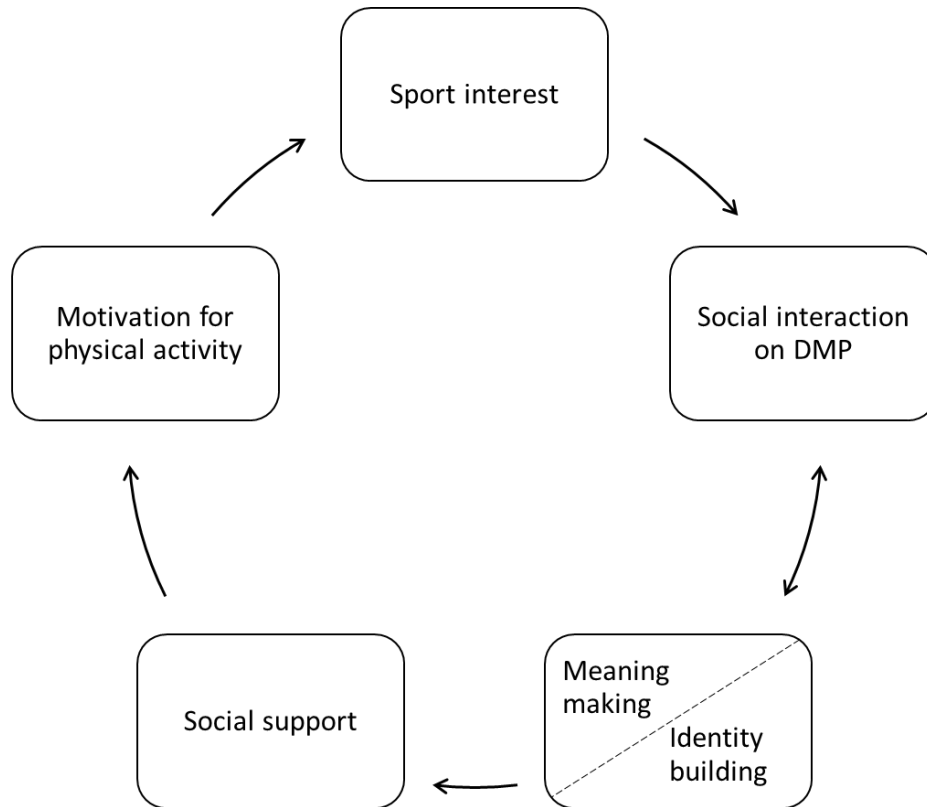 Sport interest
Social interaction
on DMP
Meaning
making
Identity
building
Social support
Motivation for
physical activity